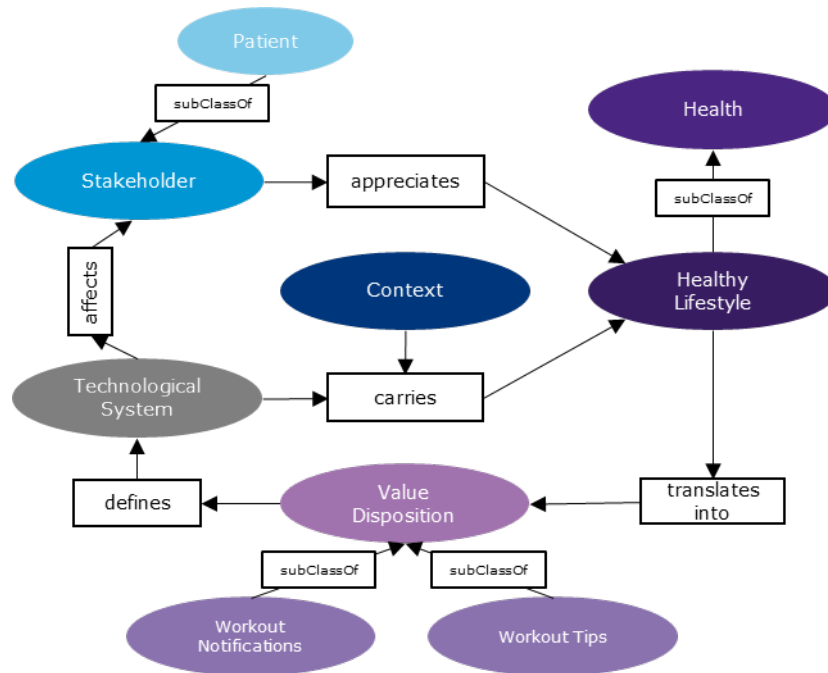 Patient
subClassOf
Health
Stakeholder
appreciates
subClassOf
affects
Context
Healthy
Lifestyle
Technological
System
carries
defines
Value
Disposition
translates
into
subClassOf
subClassOf
Workout
Notifications
Workout Tips